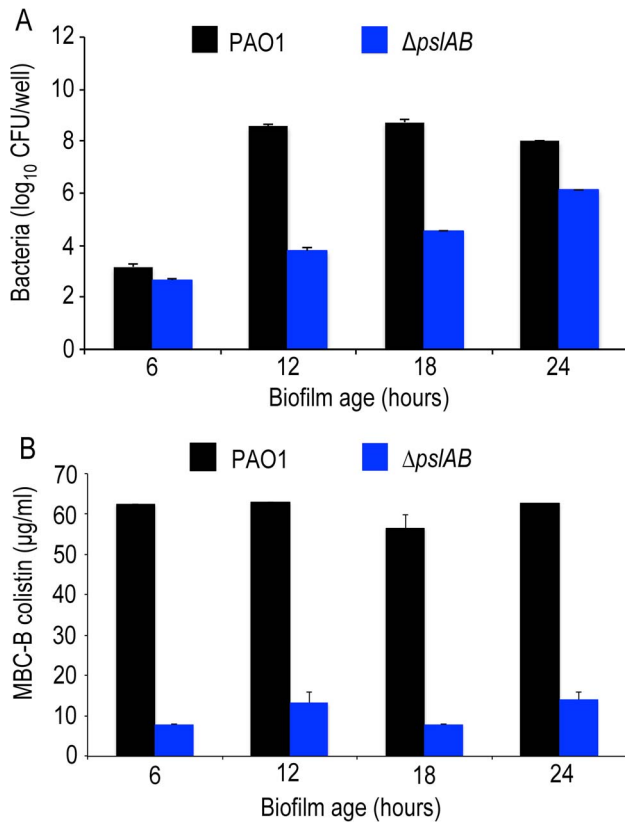 A
PAO1 ΔpslAB
12
10
8
6
4
2
0
Bacteria (log10 CFU/well)
6 12 18 24
Biofilm age (hours)
B
PAO1 ΔpslAB
70
60
50
40
30
20
10
0
MBC-B colistin (µg/ml)
6 12 18 24
Biofilm age (hours)